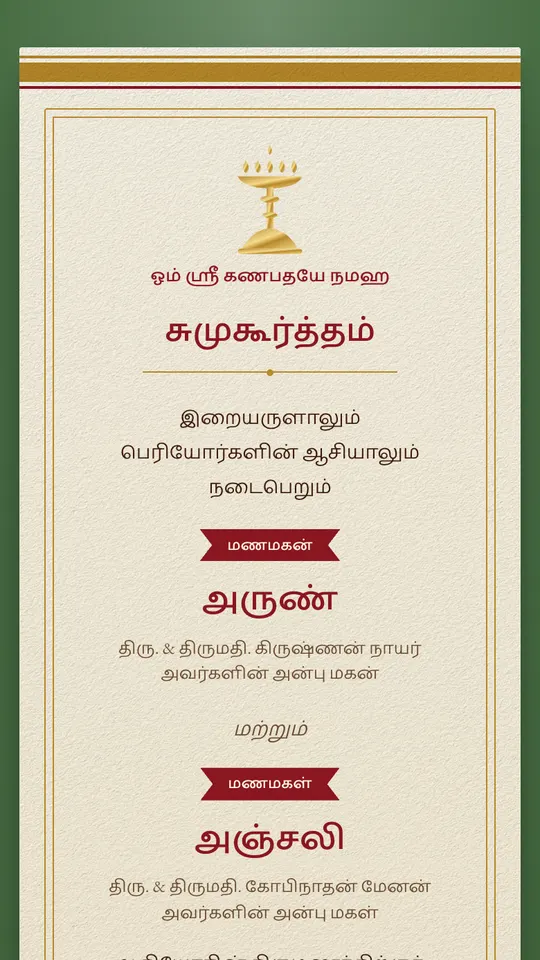 ஓம் ஸ்ரீ கணபதயே நமஹ
சுமுகூர்த்தம்
இறையருளாலும்
பெரியோர்களின் ஆசியாலும்
நடைபெறும்
மணமகன்
அருண்
திரு. & திருமதி. கிருஷ்ணன் நாயர்
அவர்களின் அன்பு மகன்
மற்றும்
மணமகள்
அஞ்சலி
திரு. & திருமதி. கோபிநாதன் மேனன்
அவர்களின் அன்பு மகள்